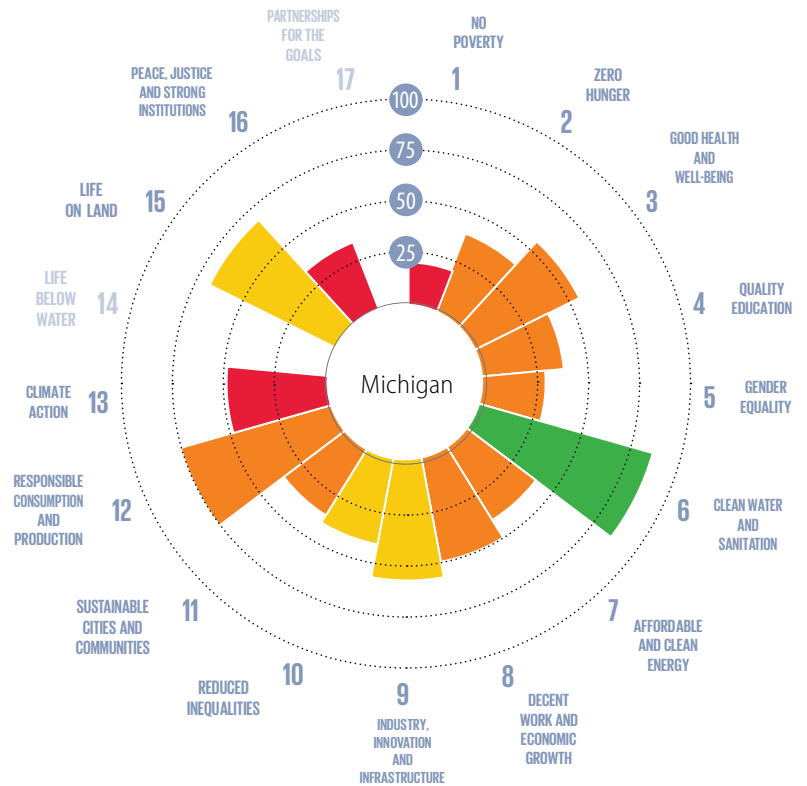 NO
POVERTY
1
ZERO
HUNGER
2
GOOD HEALTH
AND
WELL-BEING
3
4
QUALITY
EDUCATION
5
GENDER
EQUALITY
6
CLEAN WATER
AND
SANITATION
7
AFFORDABLE
AND CLEAN
ENERGY
8
DECENT
WORK AND
ECONOMIC
GROWTH
9
INDUSTRY,
INNOVATION
AND
INFRASTRUCTURE
10
REDUCED
INEQUALITIES
11
SUSTAINABLE
CITIES AND
COMMUNITIES
12
RESPONSIBLE
CONSUMPTION
AND
PRODUCTION
13
CLIMATE
ACTION
14
LIFE
BELOW
WATER
15
LIFE
ON LAND
16
PEACE, JUSTICE
AND STRONG
INSTITUTIONS
PARTNERSHIPS
FOR THE
GOALS
17
100
75
50
25
Michigan